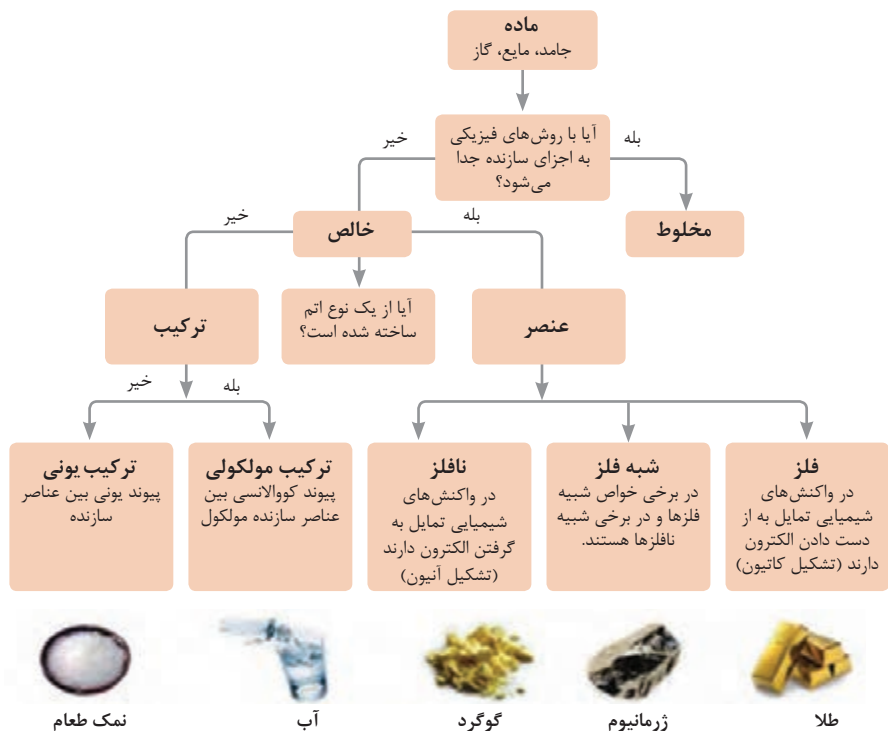 ماده
جامد، مایع، گاز
آیا با روش‌های فیزیکی
به اجزای سازنده جدا
می‌شود؟
بله
خیر
مخلوط
خالص
بله
خیر
آیا از یک نوع اتم
ساخته شده است؟
عنصر
ترکیب
بله
خیر
فلز
در واکنش‌های
شیمیایی تمایل به از
دست دادن الکترون
دارند (تشکیل کاتیون)
شبه فلز
در برخی خواص شبیه
فلزها و در برخی شبیه
نافلزها هستند.
نافلز
در واکنش‌های
شیمیایی تمایل به
گرفتن الکترون دارند
(تشکیل آنیون)
ترکیب مولکولی
پیوند کووالانسی بین
عناصر سازنده مولکول
ترکیب یونی
پیوند یونی بین عناصر
سازنده
طلا
ژرمانیوم
گوگرد
آب
نمک طعام